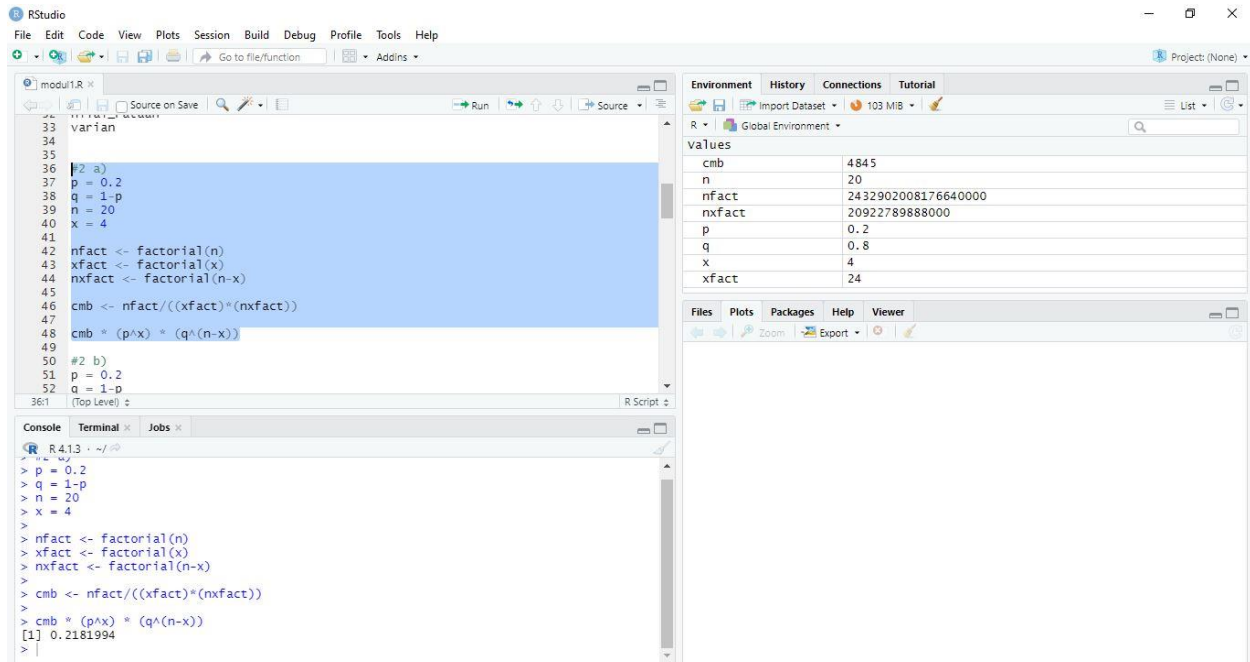 RStudio
File Edit Code View Plots Session Build Debug Profile Tools Help
Go to file/function Addins Project: (None)
modul1.R
Source on Save Run Source
32
33 varian
34
35
36 #2 a)
37 p = 0.2
38 q = 1-p
39 n = 20
40 x = 4
41
42 nfact <- factorial(n)
43 xfact <- factorial(x)
44 nxfact <- factorial(n-x)
45
46 cmb <- nfact/((xfact)*(nxfact))
47
48 cmb * (p^x) * (q^(n-x))
49
50 #2 b)
51 p = 0.2
52 q = 1-p
36:1 (Top Level) R Script
Console Terminal Jobs
R 4.1.3 · ~/
> #2 a)
> p = 0.2
> q = 1-p
> n = 20
> x = 4
>
> nfact <- factorial(n)
> xfact <- factorial(x)
> nxfact <- factorial(n-x)
>
> cmb <- nfact/((xfact)*(nxfact))
>
> cmb * (p^x) * (q^(n-x))
[1] 0.2181994
>
Environment History Connections Tutorial
Import Dataset 103 MiB List
R Global Environment
Values
cmb 4845
n 20
nfact 2432902008176640000
nxfact 20922789888000
p 0.2
q 0.8
x 4
xfact 24
Files Plots Packages Help Viewer
Zoom Export